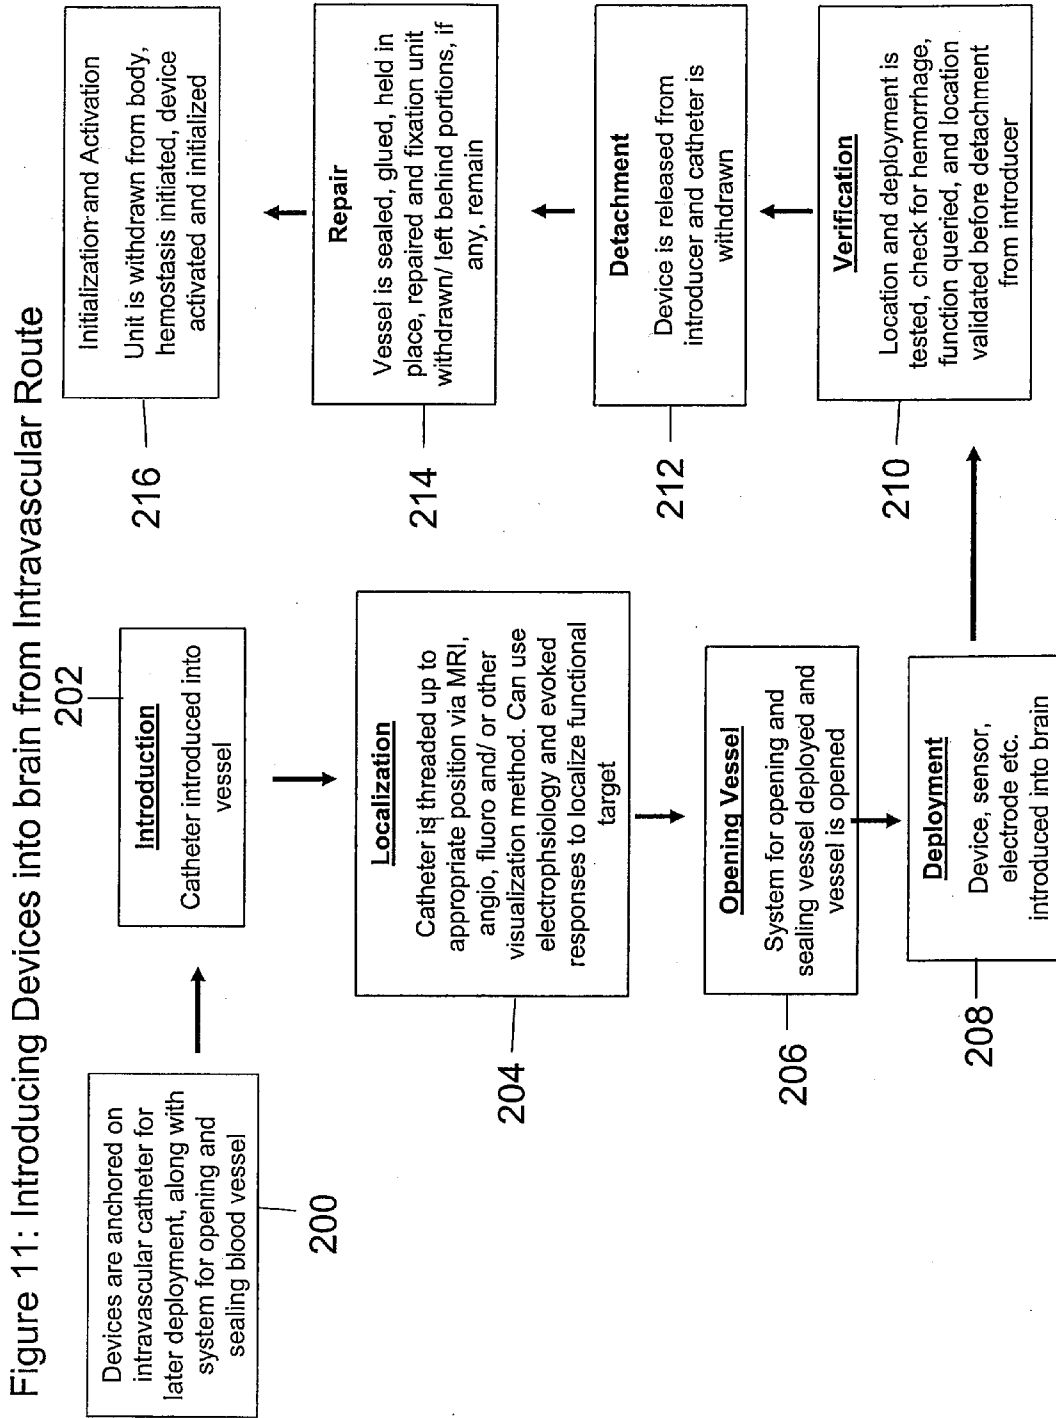 Figure 11: Introducing Devices into brain from Intravascular Route
Devices are anchored on
intravascular catheter for
later deployment, along with
system for opening and
sealing blood vessel
200
202
Introduction
Catheter introduced into
vessel
Localization
Catheter is threaded up to
appropriate position via MRI,
angio, fluoro and/ or other
visualization method. Can use
electrophsiology and evoked
responses to localize functional
target
204
Opening Vessel
System for opening and
sealing vessel deployed and
vessel is opened
206
Deployment
Device, sensor,
electrode etc.
introduced into brain
208
Verification
Location and deployment is
tested, check for hemorrhage,
function queried, and location
validated before detachment
from introducer
210
Detachment
Device is released from
introducer and catheter is
withdrawn
212
Repair
Vessel is sealed, glued, held in
place, repaired and fixation unit
withdrawn/ left behind portions, if
any, remain
214
Initialization and Activation
Unit is withdrawn from body,
hemostasis initiated, device
activated and initialized
216